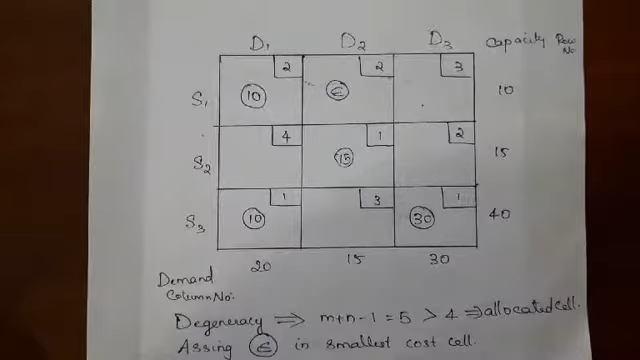 D1 D2 D3 Capacity Row No
2 2 3
S1 10 ε 10
4 1 2
S2 15 15
1 3 1
S3 10 30 40
Demand 20 15 30
Column No:
Degeneracy ⟹ m+n-1 = 5 > 4 ⟹ allocated cell.
Assing ε in smallest cost cell.